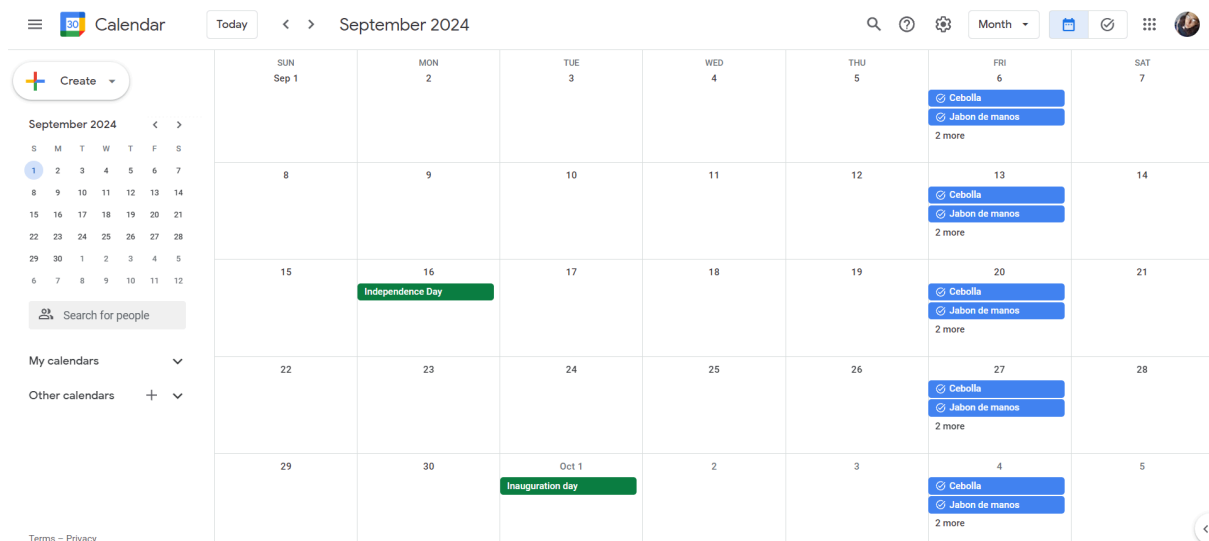 30 Calendar Today September 2024 Month
Create
September 2024
S M T W T F S
1 2 3 4 5 6 7
8 9 10 11 12 13 14
15 16 17 18 19 20 21
22 23 24 25 26 27 28
29 30 1 2 3 4 5
6 7 8 9 10 11 12
Search for people
My calendars
Other calendars
Terms – Privacy
SUN MON TUE WED THU FRI SAT
Sep 1 2 3 4 5 6 7
Cebolla
Jabon de manos
2 more
8 9 10 11 12 13 14
Cebolla
Jabon de manos
2 more
15 16 17 18 19 20 21
Independence Day Cebolla
Jabon de manos
2 more
22 23 24 25 26 27 28
Cebolla
Jabon de manos
2 more
29 30 Oct 1 2 3 4 5
Inauguration day Cebolla
Jabon de manos
2 more